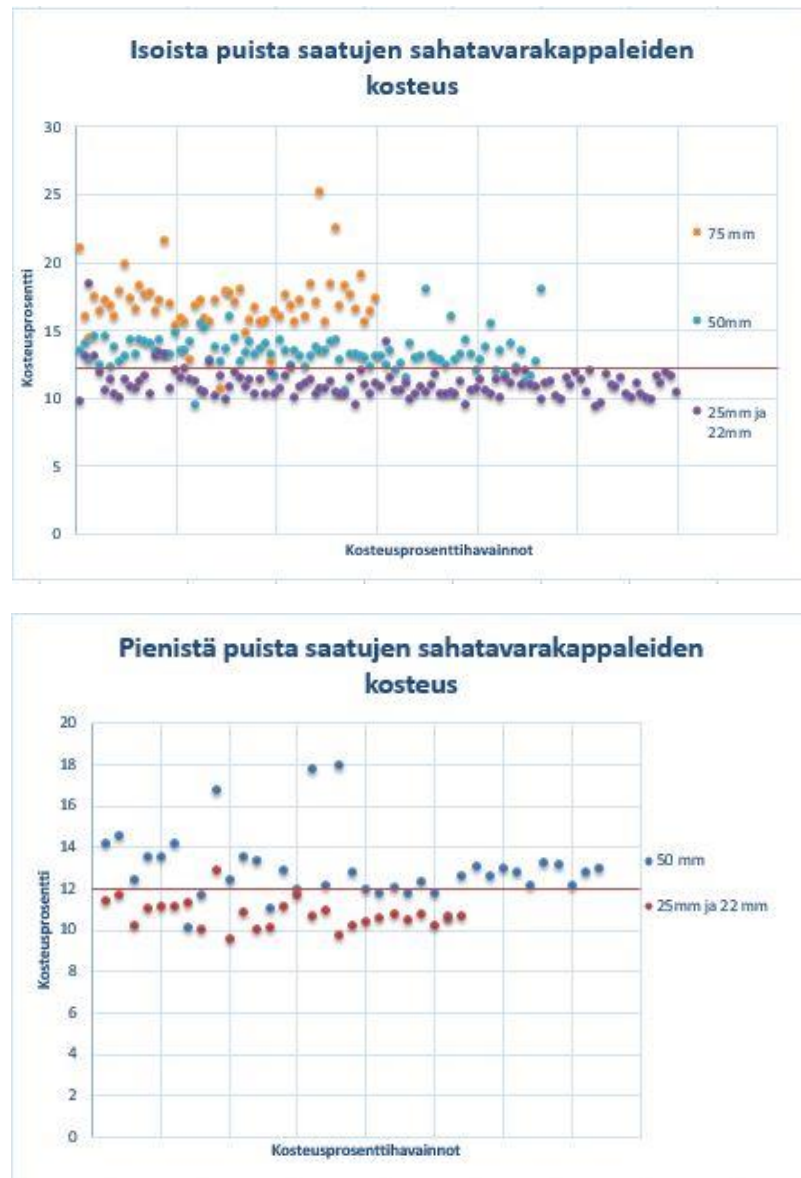 Isoista puista saatujen sahatavarakappaleiden
kosteus
30
25
20
15
10
5
0
Kosteusprosentti
Kosteusprosenttihavainnot
75 mm
50mm
25mm ja
22mm
Pienistä puista saatujen sahatavarakappaleiden
kosteus
20
18
16
14
12
10
8
6
4
2
0
Kosteusprosentti
Kosteusprosenttihavainnot
50 mm
25mm ja 22 mm